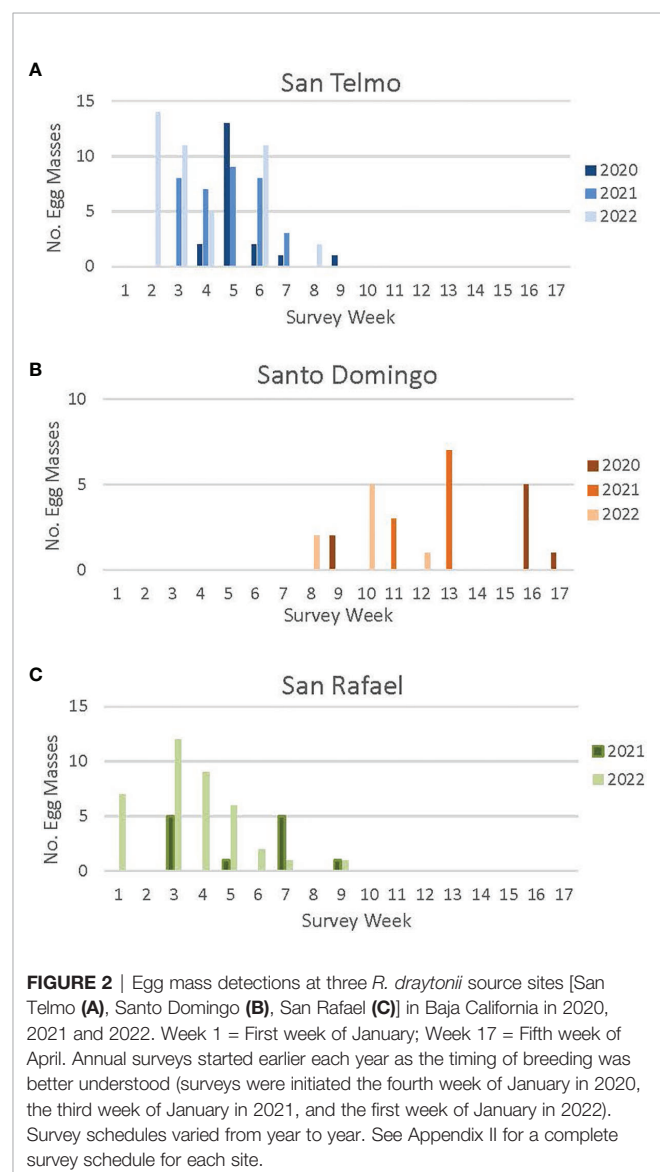 A
San Telmo
15
10
5
0
No. Egg Masses
1 2 3 4 5 6 7 8 9 10 11 12 13 14 15 16 17
Survey Week
2020
2021
2022
B
Santo Domingo
10
5
0
No. Egg Masses
1 2 3 4 5 6 7 8 9 10 11 12 13 14 15 16 17
Survey Week
2020
2021
2022
C
San Rafael
15
10
5
0
No. Egg Masses
1 2 3 4 5 6 7 8 9 10 11 12 13 14 15 16 17
Survey Week
2021
2022
FIGURE 2 | Egg mass detections at three R. draytonii source sites [San
Telmo (A), Santo Domingo (B), San Rafael (C)] in Baja California in 2020,
2021 and 2022. Week 1 = First week of January; Week 17 = Fifth week of
April. Annual surveys started earlier each year as the timing of breeding was
better understood (surveys were initiated the fourth week of January in 2020,
the third week of January in 2021, and the first week of January in 2022).
Survey schedules varied from year to year. See Appendix II for a complete
survey schedule for each site.